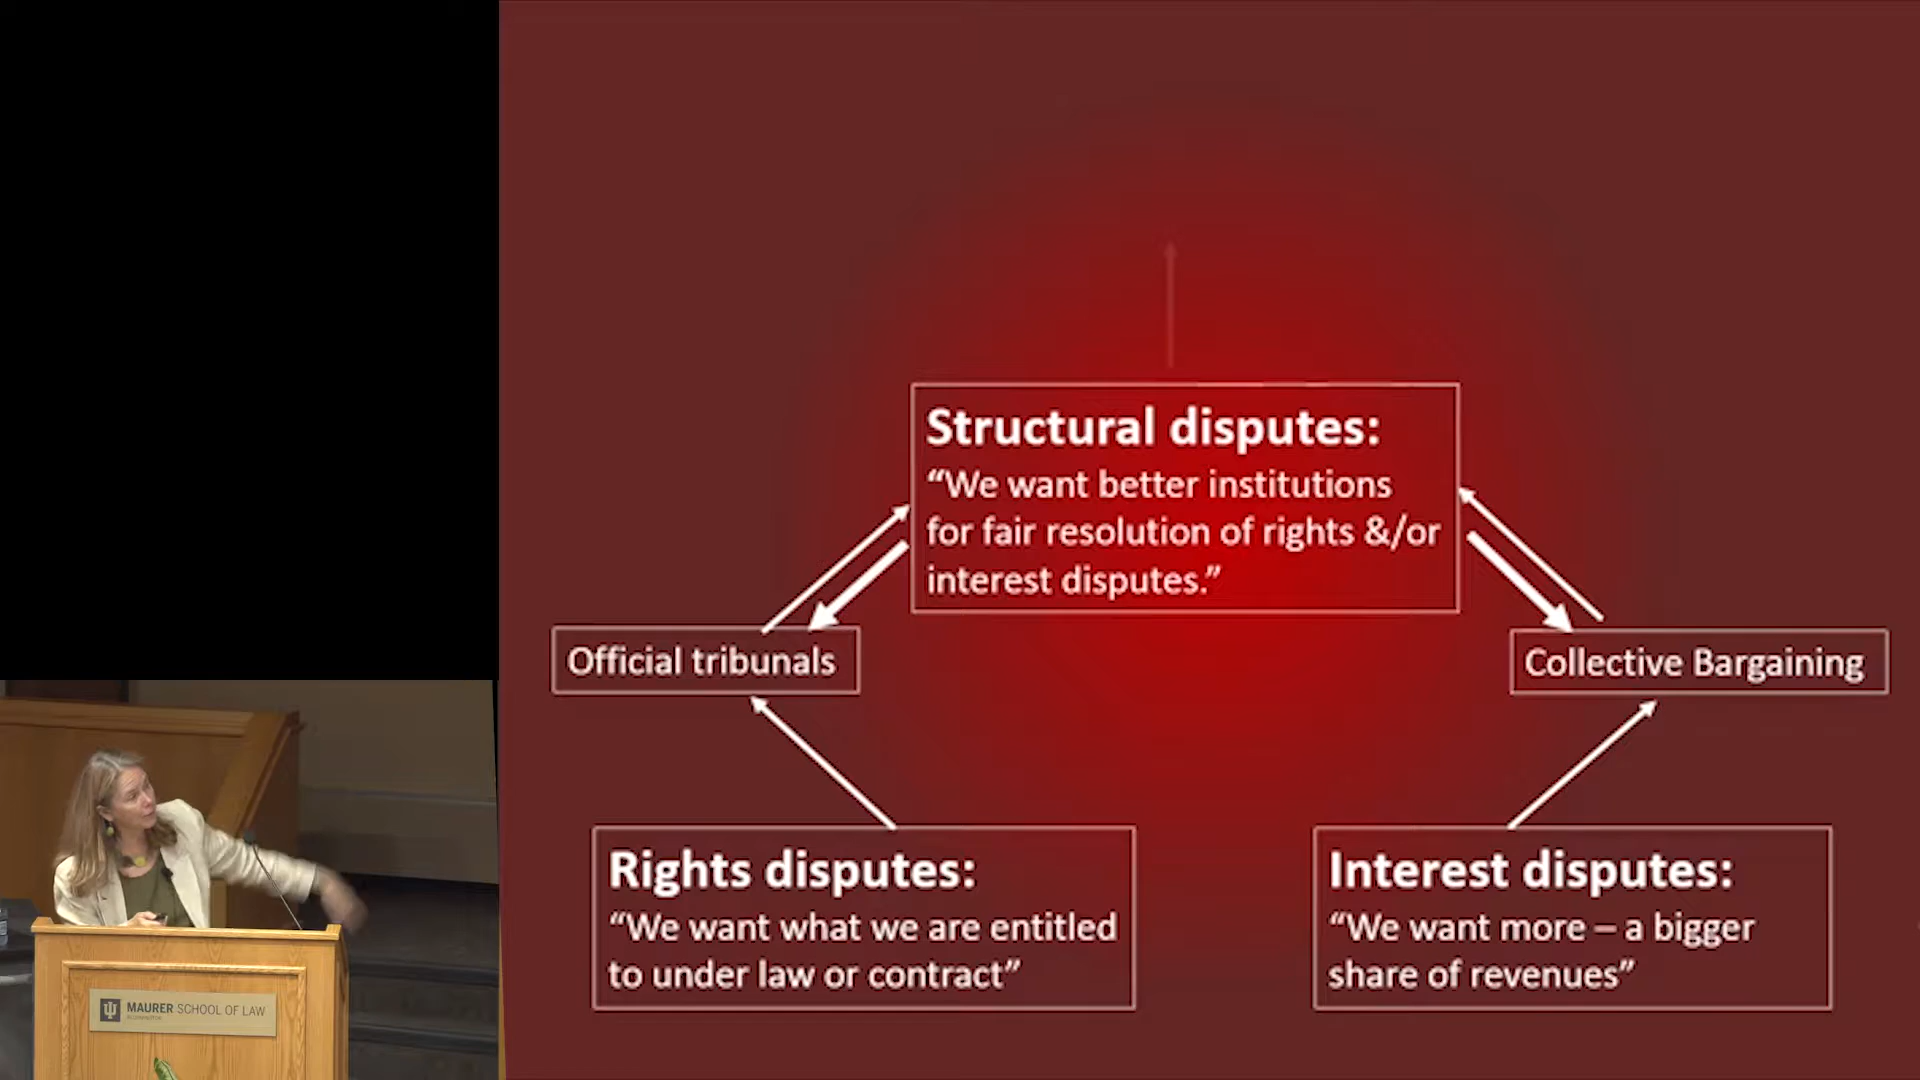 Structural disputes:
“We want better institutions
for fair resolution of rights &/or
interest disputes.”
Official tribunals
Collective Bargaining
Rights disputes:
“We want what we are entitled
to under law or contract”
Interest disputes:
“We want more – a bigger
share of revenues”
MAURER SCHOOL OF LAW